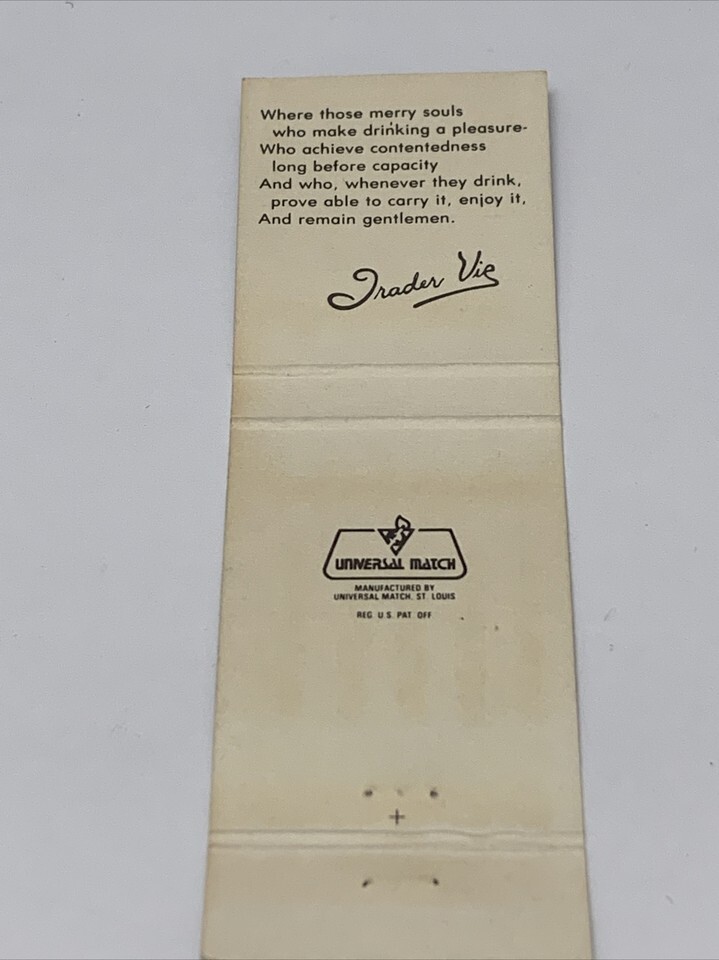 Where those merry souls
who make drinking a pleasure-
Who achieve contentedness
long before capacity
And who, whenever they drink,
prove able to carry it, enjoy it,
And remain gentlemen.
Trader Vic
UNIVERSAL MATCH
MANUFACTURED BY
UNIVERSAL MATCH, ST. LOUIS
REG. U.S. PAT. OFF